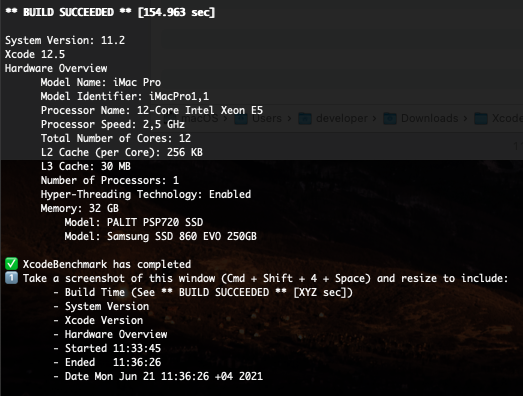 ** BUILD SUCCEEDED ** [154.963 sec]
System Version: 11.2
Xcode 12.5
Hardware Overview
Model Name: iMac Pro
Model Identifier: iMacPro1,1
Processor Name: 12-Core Intel Xeon E5
Processor Speed: 2,5 GHz
Total Number of Cores: 12
L2 Cache (per Core): 256 KB
L3 Cache: 30 MB
Number of Processors: 1
Hyper-Threading Technology: Enabled
Memory: 32 GB
Model: PALIT PSP720 SSD
Model: Samsung SSD 860 EVO 250GB
✅ XcodeBenchmark has completed
1️⃣ Take a screenshot of this window (Cmd + Shift + 4 + Space) and resize to include:
- Build Time (See ** BUILD SUCCEEDED ** [XYZ sec])
- System Version
- Xcode Version
- Hardware Overview
- Started 11:33:45
- Ended 11:36:26
- Date Mon Jun 21 11:36:26 +04 2021
macOS › Users › developer › Downloads › Xcode